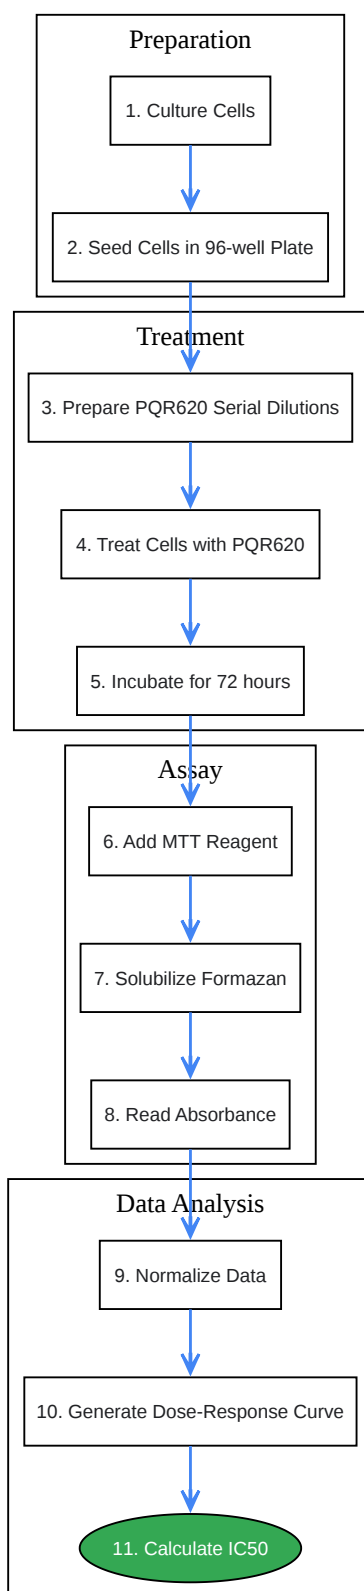 Preparation
1. Culture Cells
2. Seed Cells in 96-well Plate
Treatment
3. Prepare PQR620 Serial Dilutions
4. Treat Cells with PQR620
5. Incubate for 72 hours
Assay
6. Add MTT Reagent
7. Solubilize Formazan
8. Read Absorbance
Data Analysis
9. Normalize Data
10. Generate Dose-Response Curve
11. Calculate IC50